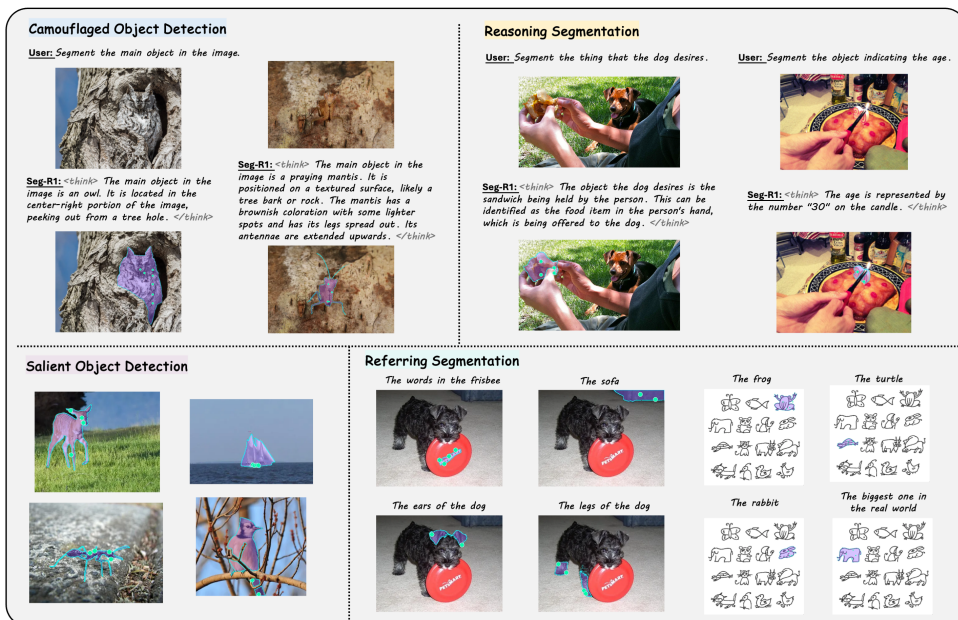 Camouflaged Object Detection
User: Segment the main object in the image.
Seg-R1: <think> The main object in the
image is an owl. It is located in the
center-right portion of the image,
peeking out from a tree hole. </think>
Seg-R1: <think> The main object in the
image is a praying mantis. It is
positioned on a textured surface, likely a
tree bark or rock. The mantis has a
brownish coloration with some lighter
spots and has its legs spread out. Its
antennae are extended upwards. </think>
Reasoning Segmentation
User: Segment the thing that the dog desires.
Seg-R1: <think> The object the dog desires is the
sandwich being held by the person. This can be
identified as the food item in the person's hand,
which is being offered to the dog. </think>
User: Segment the object indicating the age.
Seg-R1: <think> The age is represented by
the number "30" on the candle. </think>
Salient Object Detection
Referring Segmentation
The words in the frisbee
The sofa
PETSMART
The frog
The turtle
The ears of the dog
PETSMART
The legs of the dog
PETSMART
The rabbit
The biggest one in
the real world